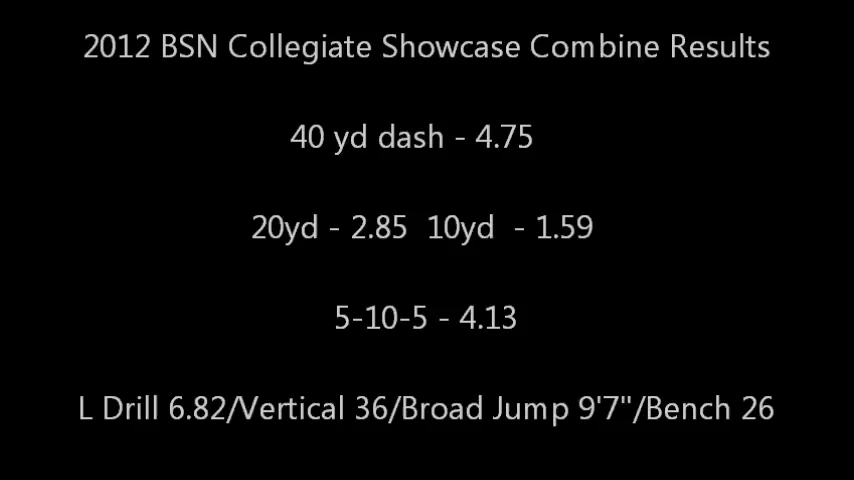 2012 BSN Collegiate Showcase Combine Results
40 yd dash - 4.75
20yd - 2.85  10yd  - 1.59
5-10-5 - 4.13
L Drill 6.82/Vertical 36/Broad Jump 9'7"/Bench 26